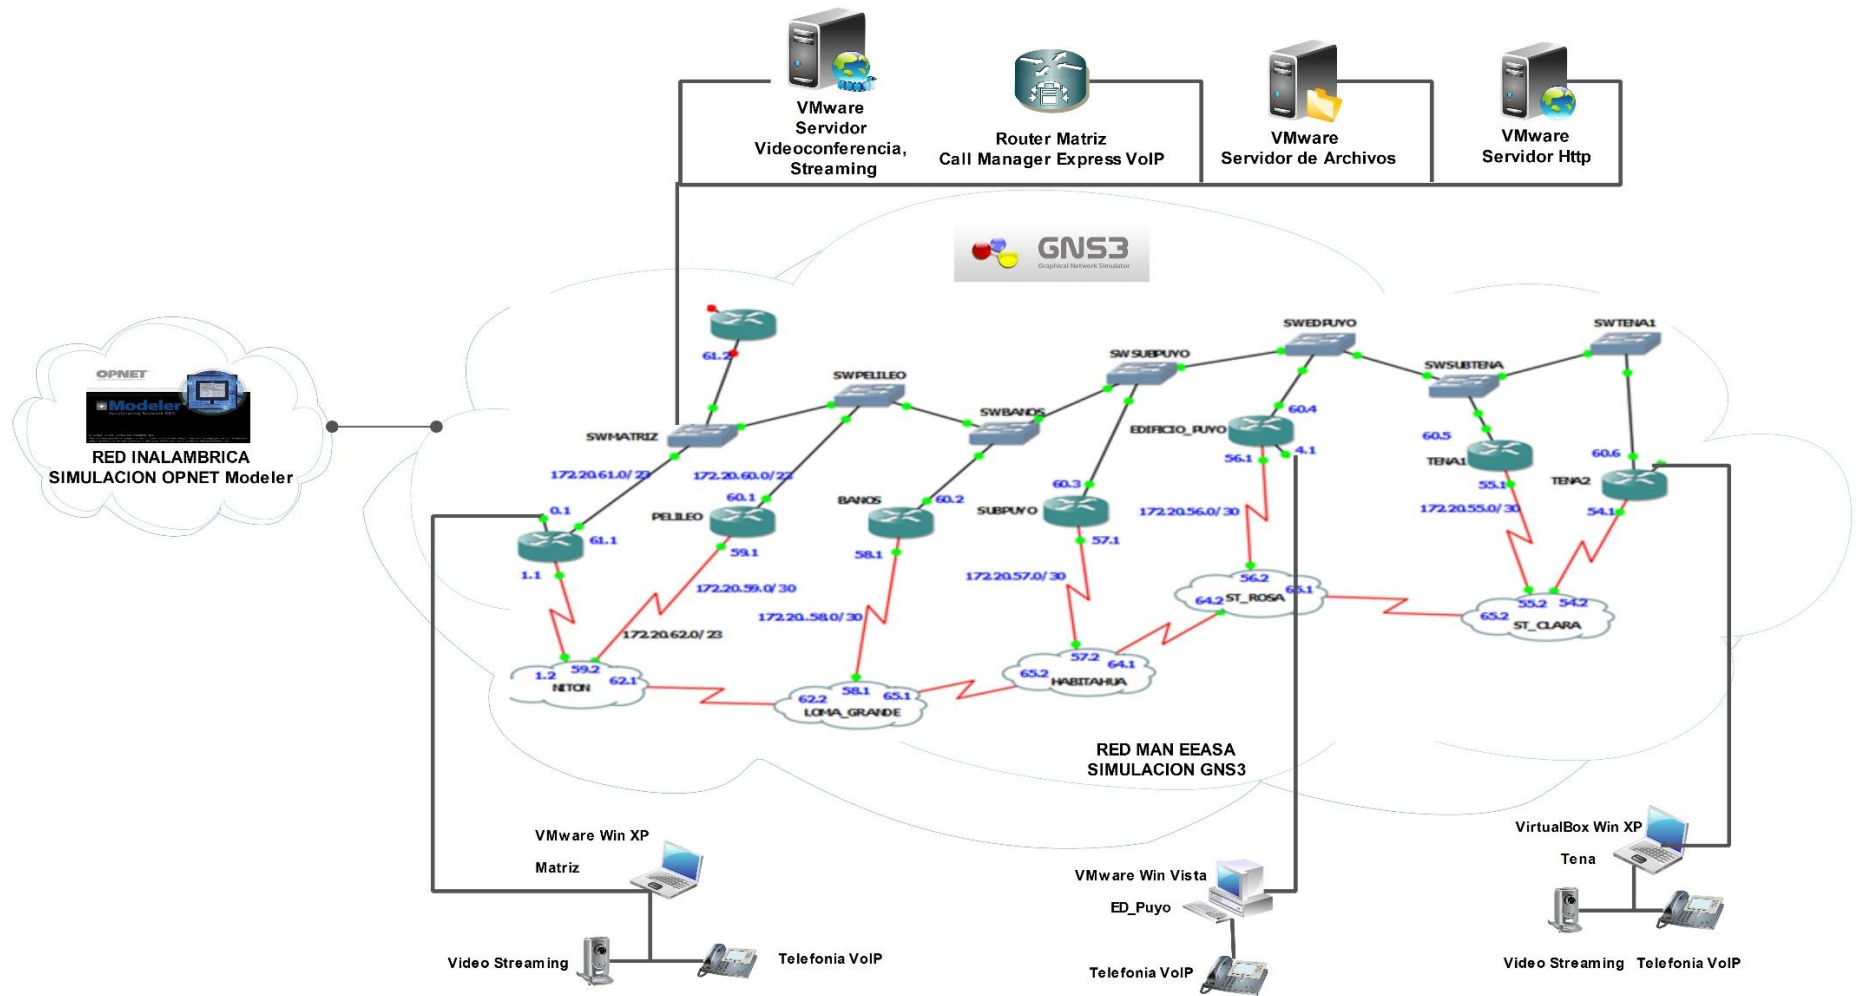 VMware
Servidor
Videoconferencia,
Streaming
Router Matriz
Call Manager Express VoIP
VMware
Servidor de Archivos
VMware
Servidor Http
GNS3
Graphical Network Simulator
OPNET
Modeler
RED INALAMBRICA
SIMULACION OPNET Modeler
61.2
SWPELILEO
SWSUBPUYO
SWEDPUYO
SWTENA1
SWSUBTENA
SWMATRIZ
SWBANOS
60.4
EDIFICIO_PUYO
4.1
56.1
60.5
TENA1
55.1
60.6
TENA2
54.1
172.20.61.0/23
172.20.60.0/23
0.1
61.1
1.1
60.1
PELILEO
59.1
BANOS
60.2
58.1
60.3
SUBPUYO
57.1
172.20.56.0/30
172.20.55.0/30
172.20.59.0/30
172.20..58.0/30
172.20.57.0/30
172.20.62.0/23
1.2
59.2
62.1
NITON
62.2
58.1
65.1
LOMA_GRANDE
65.2
57.2
64.1
HABITAHUA
64.2
56.2
65.1
ST_ROSA
65.2
55.2
54.2
ST_CLARA
RED MAN EEASA
SIMULACION GNS3
VMware Win XP
Matriz
Video Streaming
Telefonia VoIP
VMware Win Vista
ED_Puyo
Telefonia VoIP
VirtualBox Win XP
Tena
Video Streaming
Telefonia VoIP